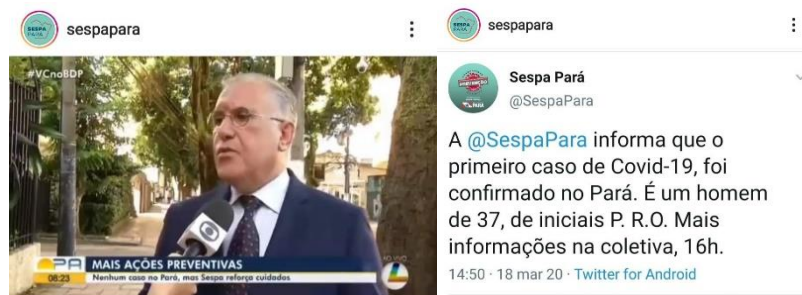 sespapara
#VCnoBDP
PA
08:23
MAIS AÇÕES PREVENTIVAS
Nenhum caso no Pará, mas Sespa reforça cuidados
AO VIVO
sespapara
Sespa Pará
@SespaPara
A @SespaPara informa que o
primeiro caso de Covid-19, foi
confirmado no Pará. É um homem
de 37, de iniciais P. R.O. Mais
informações na coletiva, 16h.
14:50 · 18 mar 20 · Twitter for Android